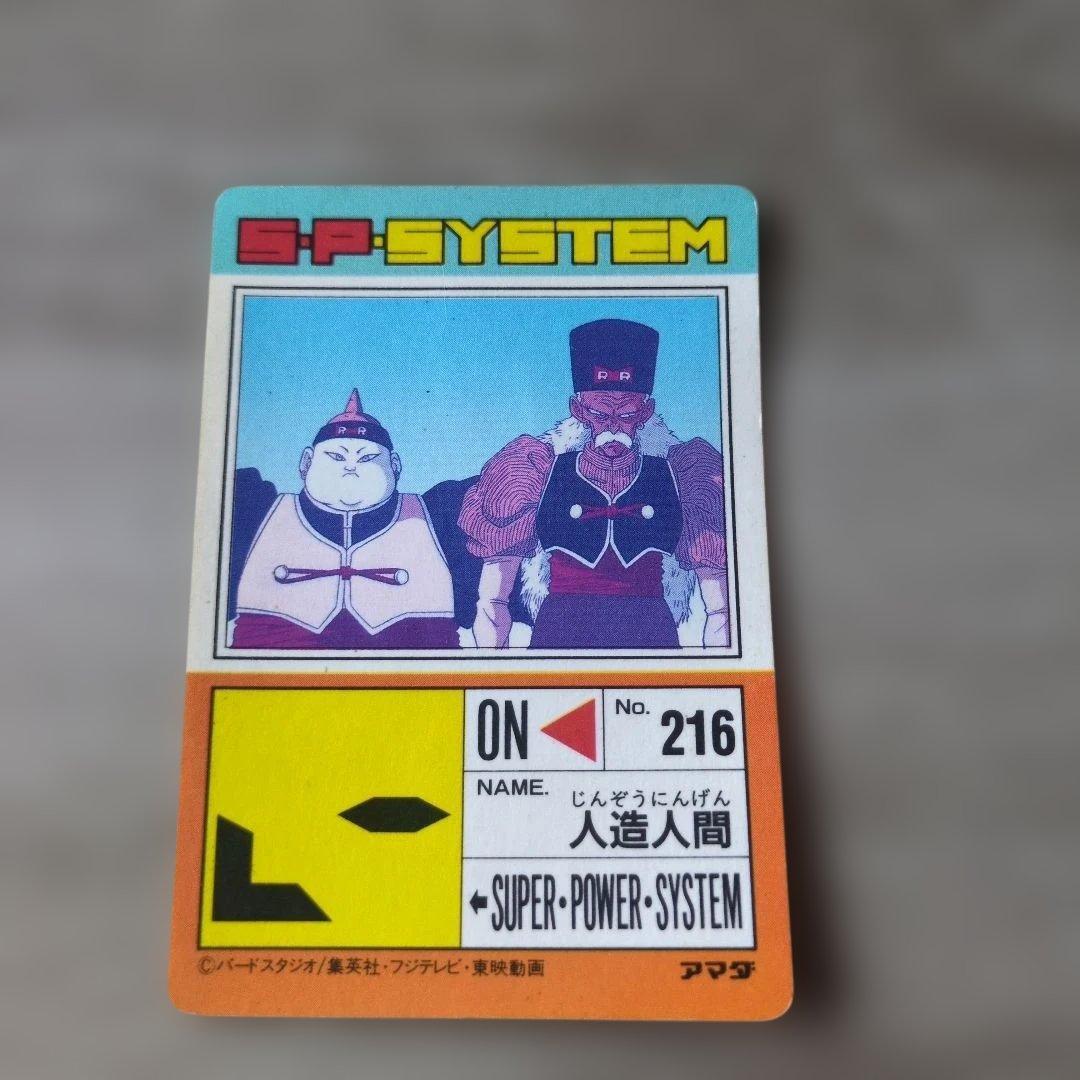 S・P・SYSTEM
R R
R R
ON
No. 216
NAME.
じんぞうにんげん
人造人間
←SUPER・POWER・SYSTEM
©バードスタジオ/集英社・フジテレビ・東映動画
アマダ